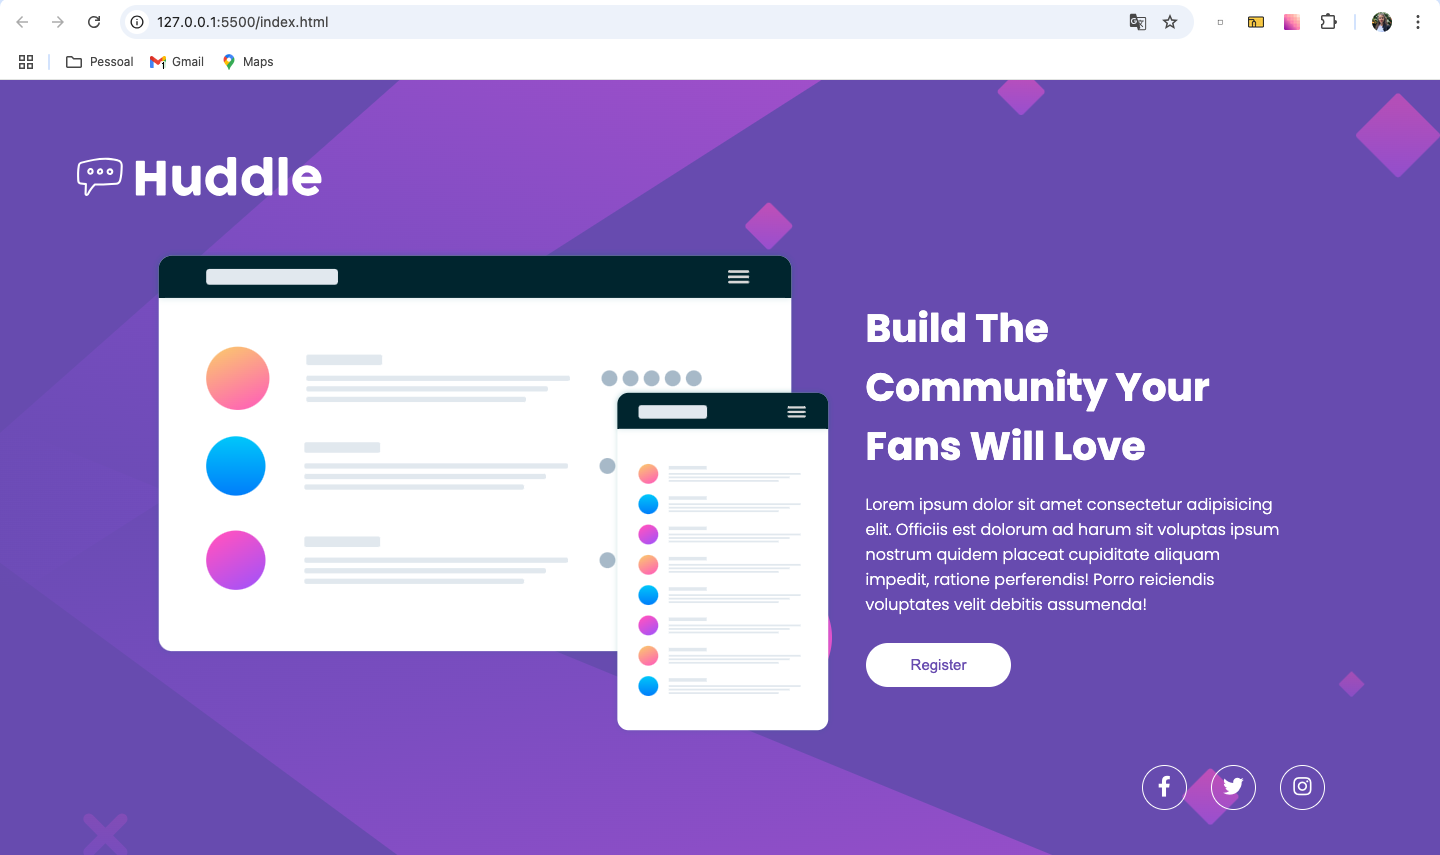 127.0.0.1:5500/index.html
Pessoal
Gmail
Maps
Huddle
Build The
Community Your
Fans Will Love
Lorem ipsum dolor sit amet consectetur adipisicing
elit. Officiis est dolorum ad harum sit voluptas ipsum
nostrum quidem placeat cupiditate aliquam
impedit, ratione perferendis! Porro reiciendis
voluptates velit debitis assumenda!
Register